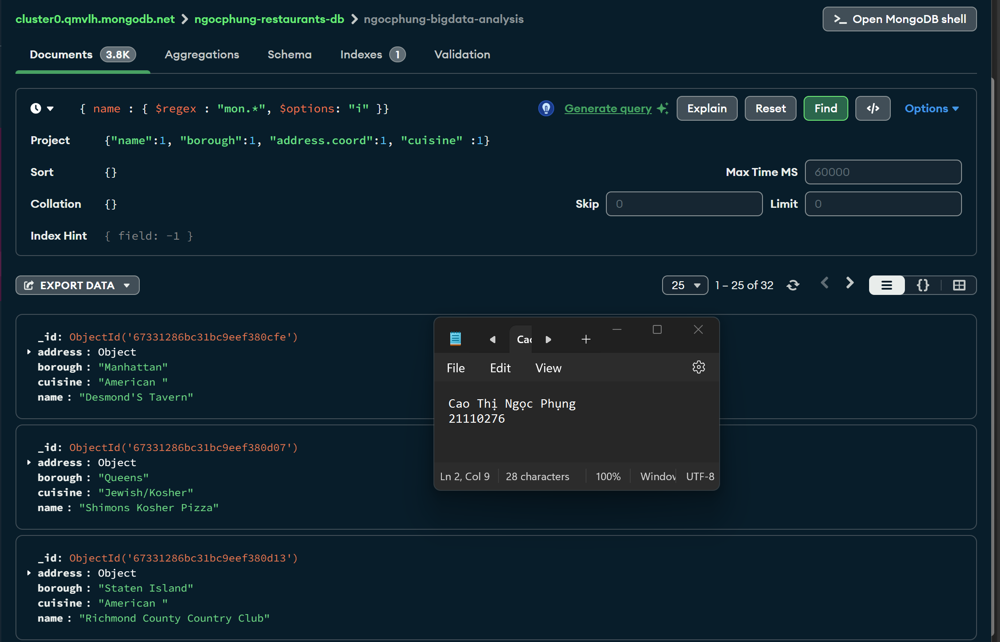 cluster0.qmvlh.mongodb.net > ngocphung-restaurants-db > ngocphung-bigdata-analysis
>_ Open MongoDB shell
Documents 3.8K Aggregations Schema Indexes 1 Validation
{ name : { $regex : "mon.*", $options: "i" }}
Generate query Explain Reset Find </> Options
Project {"name":1, "borough":1, "address.coord":1, "cuisine" :1}
Sort {} Max Time MS 60000
Collation {} Skip 0 Limit 0
Index Hint { field: -1 }
EXPORT DATA 25 1 – 25 of 32 {}
_id: ObjectId('67331286bc31bc9eef380cfe')
address : Object
borough : "Manhattan"
cuisine : "American "
name : "Desmond'S Tavern"
_id: ObjectId('67331286bc31bc9eef380d07')
address : Object
borough : "Queens"
cuisine : "Jewish/Kosher"
name : "Shimons Kosher Pizza"
_id: ObjectId('67331286bc31bc9eef380d13')
address : Object
borough : "Staten Island"
cuisine : "American "
name : "Richmond County Country Club"
Cao
File Edit View
Cao Thị Ngọc Phụng
21110276
Ln 2, Col 9 28 characters 100% Window UTF-8